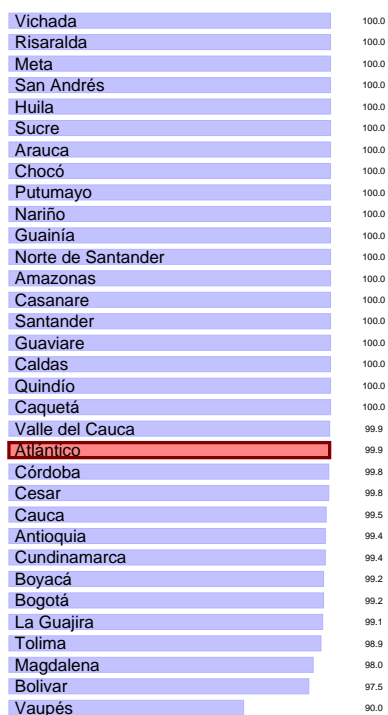 Vichada 100.0
Risaralda 100.0
Meta 100.0
San Andrés 100.0
Huila 100.0
Sucre 100.0
Arauca 100.0
Chocó 100.0
Putumayo 100.0
Nariño 100.0
Guainía 100.0
Norte de Santander 100.0
Amazonas 100.0
Casanare 100.0
Santander 100.0
Guaviare 100.0
Caldas 100.0
Quindío 100.0
Caquetá 100.0
Valle del Cauca 99.9
Atlántico 99.9
Córdoba 99.8
Cesar 99.8
Cauca 99.5
Antioquia 99.4
Cundinamarca 99.4
Boyacá 99.2
Bogotá 99.2
La Guajira 99.1
Tolima 98.9
Magdalena 98.0
Bolivar 97.5
Vaupés 90.0